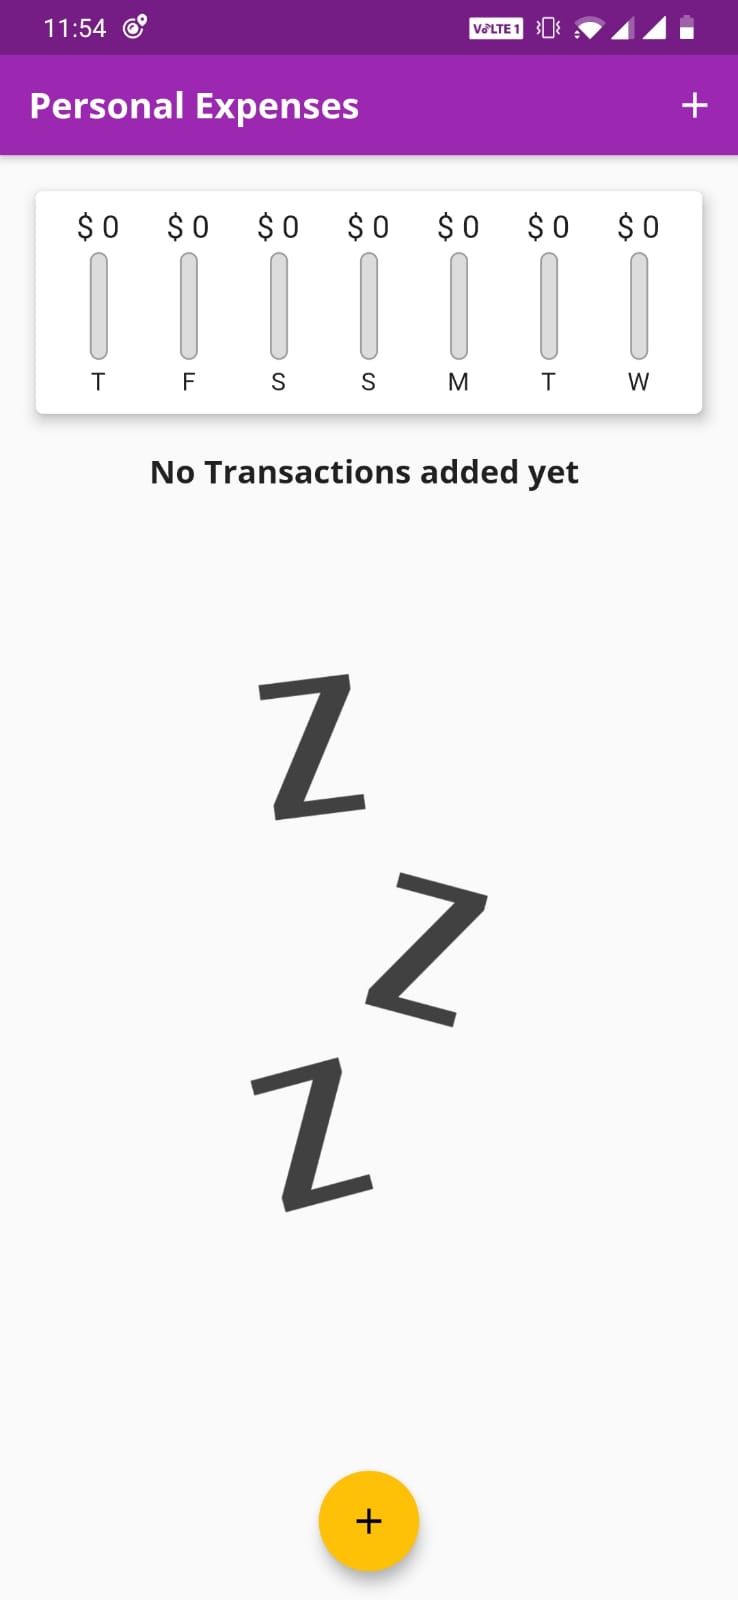 11:54 VoLTE 1
Personal Expenses +
$ 0 $ 0 $ 0 $ 0 $ 0 $ 0 $ 0
T F S S M T W
No Transactions added yet
Z
Z
Z
+